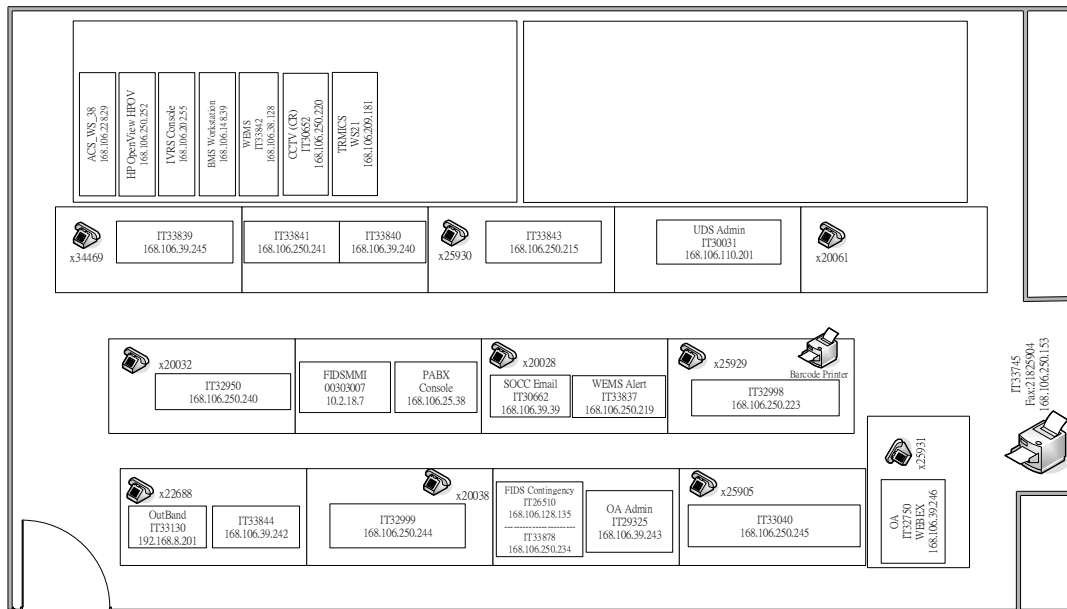 ACS_WS_38
168.106.228.29
HP OpenView HPOV
168.106.250.252
IVRS Console
168.106.202.55
BMS Workstation
168.106.148.39
WEMS
IT33842
168.106.38.128
CCTV (CR)
IT30652
168.106.250.220
TRMICS
WS21
168.106.209.181
x34469
IT33839
168.106.39.245
IT33841
168.106.250.241
IT33840
168.106.39.240
x25930
IT33843
168.106.250.215
UDS Admin
IT30031
168.106.110.201
x20061
x20032
IT32950
168.106.250.240
FIDSMMI
00303007
10.2.18.7
PABX
Console
168.106.25.38
x20028
SOCC Email
IT30662
168.106.39.39
WEMS Alert
IT33837
168.106.250.219
x25929
Barcode Printer
IT32998
168.106.250.223
IT33745
Fax:21825904
168.106.250.153
x22688
OutBand
IT33130
192.168.8.201
IT33844
168.106.39.242
x20038
IT32999
168.106.250.244
FIDS Contingency
IT26510
168.106.128.135
------------------------
IT33878
168.106.250.234
OA Admin
IT29325
168.106.39.243
x25905
IT33040
168.106.250.245
x25931
OA
IT32750
WEBEX
168.106.39.246